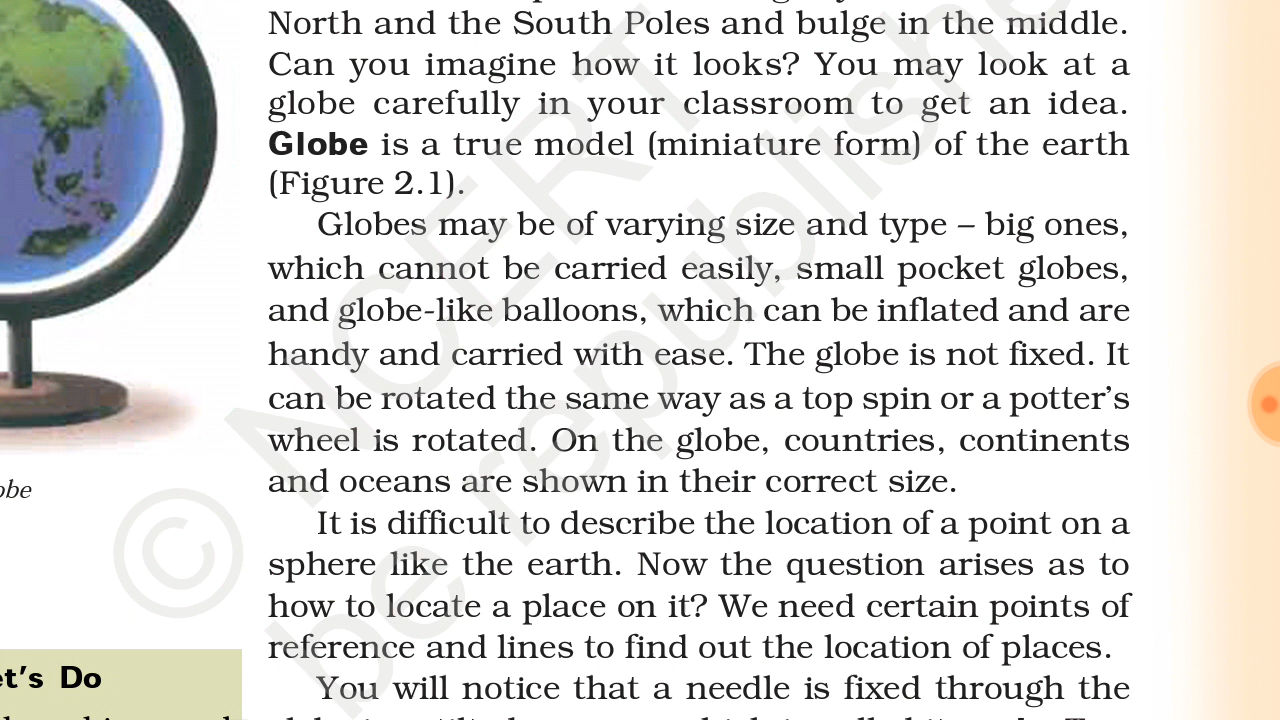 North and the South Poles and bulge in the middle.
Can you imagine how it looks? You may look at a
globe carefully in your classroom to get an idea.
Globe is a true model (miniature form) of the earth
(Figure 2.1).
Globes may be of varying size and type – big ones,
which cannot be carried easily, small pocket globes,
and globe-like balloons, which can be inflated and are
handy and carried with ease. The globe is not fixed. It
can be rotated the same way as a top spin or a potter’s
wheel is rotated. On the globe, countries, continents
and oceans are shown in their correct size.
It is difficult to describe the location of a point on a
sphere like the earth. Now the question arises as to
how to locate a place on it? We need certain points of
reference and lines to find out the location of places.
You will notice that a needle is fixed through the
obe
et’s Do
© NCERT
be republishe